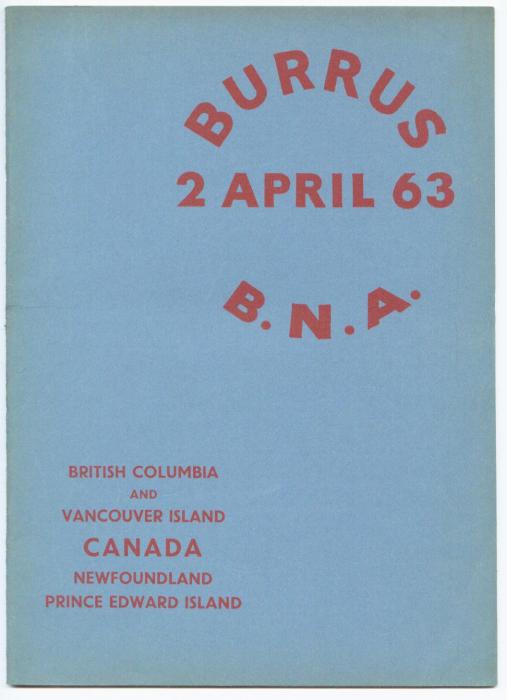 BURRUS
2 APRIL 63
B.N.A.
BRITISH COLUMBIA
AND
VANCOUVER ISLAND
CANADA
NEWFOUNDLAND
PRINCE EDWARD ISLAND